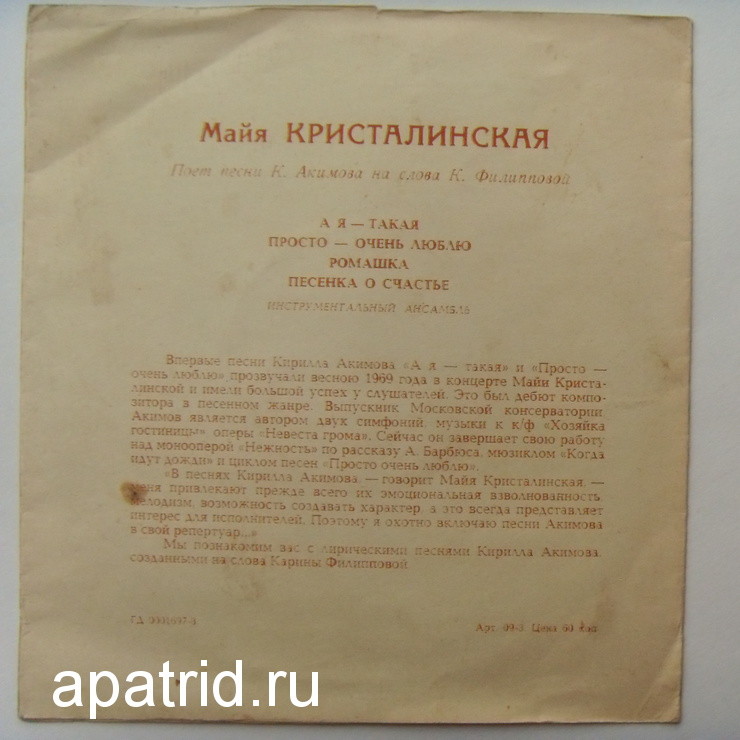 Майя КРИСТАЛИНСКАЯ
Поет песни К. Акимова на слова К. Филипповой
А Я — ТАКАЯ
ПРОСТО — ОЧЕНЬ ЛЮБЛЮ
РОМАШКА
ПЕСЕНКА О СЧАСТЬЕ
ИНСТРУМЕНТАЛЬНЫЙ АНСАМБЛЬ
Впервые песни Кирилла Акимова «А я — такая» и «Просто —
очень люблю» прозвучали весною 1969 года в концерте Майи Криста-
линской и имели большой успех у слушателей. Это был дебют компо-
зитора в песенном жанре. Выпускник Московской консерватории
Акимов является автором двух симфоний, музыки к к/ф «Хозяйка
гостиницы» оперы «Невеста грома». Сейчас он завершает свою работу
над монооперой «Нежность» по рассказу А. Барбюса, мюзиклом «Когда
идут дожди» и циклом песен «Просто очень люблю».
«В песнях Кирилла Акимова, — говорит Майя Кристалинская, —
меня привлекают прежде всего их эмоциональная взволнованность,
мелодизм, возможность создавать характер, а это всегда представляет
интерес для исполнителей. Поэтому я охотно включаю песни Акимова
в свой репертуар...»
Мы познакомим вас с лирическими песнями Кирилла Акимова,
созданными на слова Карины Филипповой
ГД
Арт. 09-3. Цена 60 коп
apatrid.ru